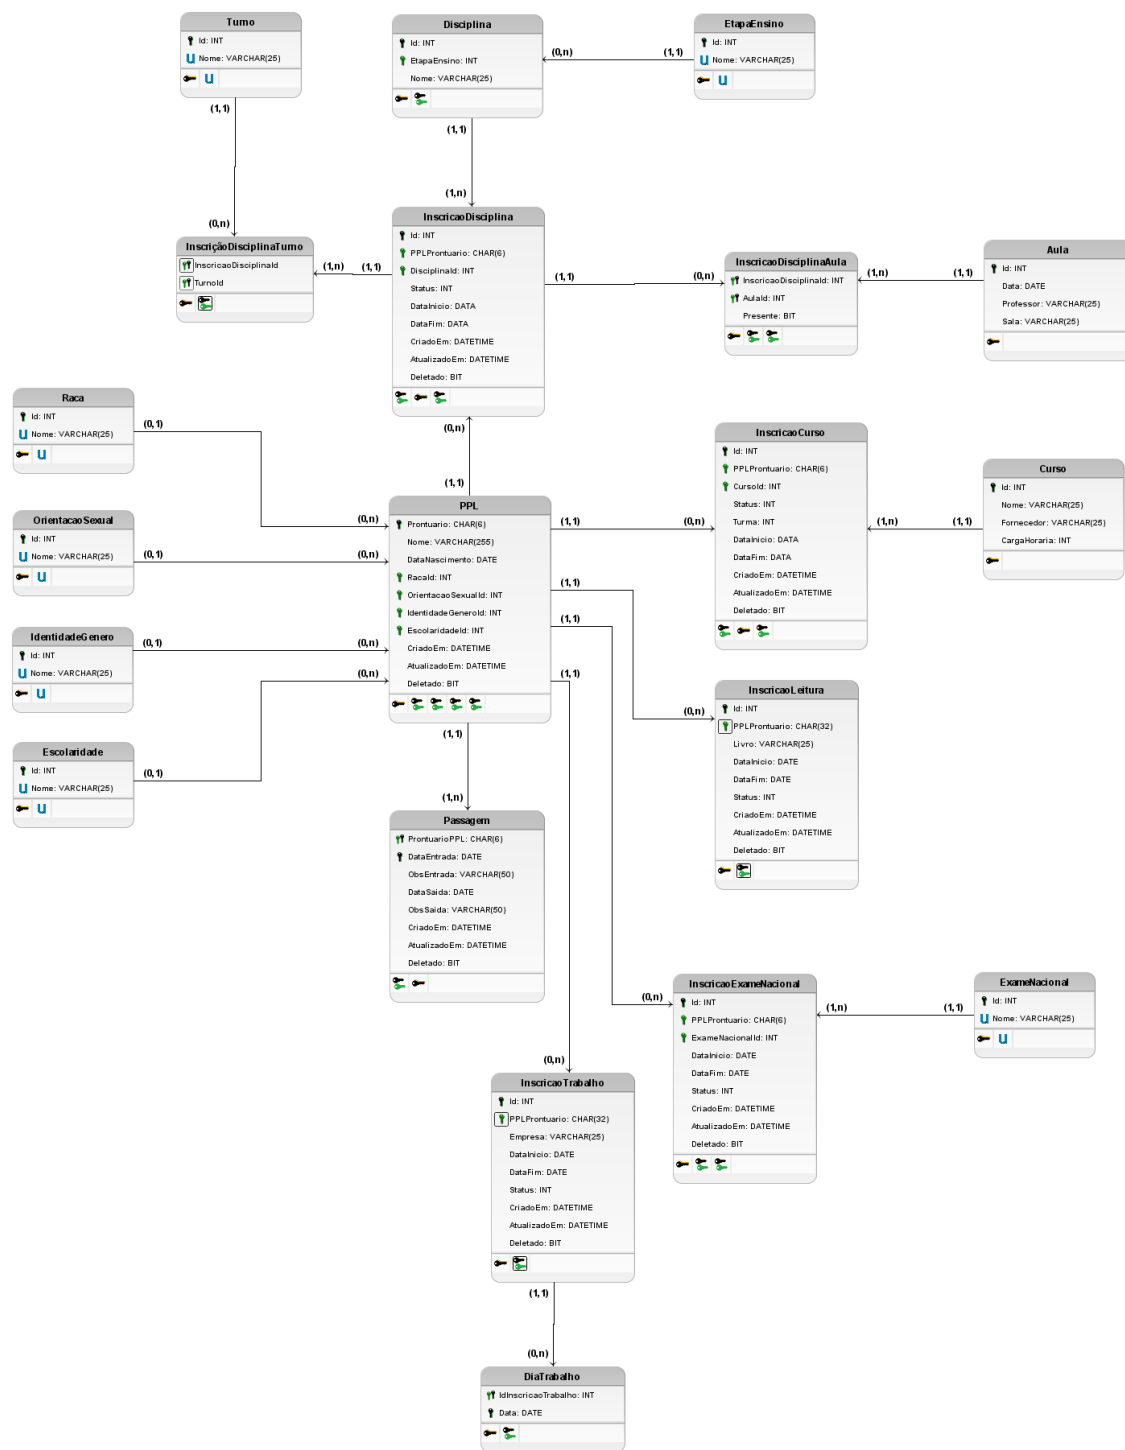 Turno
Id: INT
Nome: VARCHAR(25)
(1,1)
(0,n)
Disciplina
Id: INT
EtapaEnsino: INT
Nome: VARCHAR(25)
(0,n)
(1,1)
(1,1)
(1,n)
EtapaEnsino
Id: INT
Nome: VARCHAR(25)
InscriçãoDisciplinaTurno
InscricaoDisciplinaId
TurnoId
(1,n)
(1,1)
InscricaoDisciplina
Id: INT
PPLProntuario: CHAR(6)
DisciplinaId: INT
Status: INT
DataInicio: DATA
DataFim: DATA
CriadoEm: DATETIME
AtualizadoEm: DATETIME
Deletado: BIT
(1,1)
(0,n)
(0,n)
(1,1)
InscricaoDisciplinaAula
InscricaoDisciplinaId: INT
AulaId: INT
Presente: BIT
(1,n)
(1,1)
Aula
Id: INT
Data: DATE
Professor: VARCHAR(25)
Sala: VARCHAR(25)
Raca
Id: INT
Nome: VARCHAR(25)
(0,1)
(0,n)
OrientacaoSexual
Id: INT
Nome: VARCHAR(25)
(0,1)
(0,n)
IdentidadeGenero
Id: INT
Nome: VARCHAR(25)
(0,1)
(0,n)
Escolaridade
Id: INT
Nome: VARCHAR(25)
(0,1)
(0,n)
PPL
Prontuario: CHAR(6)
Nome: VARCHAR(255)
DataNascimento: DATE
RacaId: INT
OrientacaoSexualId: INT
IdentidadeGeneroId: INT
EscolaridadeId: INT
CriadoEm: DATETIME
AtualizadoEm: DATETIME
Deletado: BIT
(1,1)
(0,n)
(1,1)
(0,n)
(1,1)
(0,n)
(1,1)
(0,n)
(1,1)
(1,n)
InscricaoCurso
Id: INT
PPLProntuario: CHAR(6)
CursoId: INT
Status: INT
Turma: INT
DataInicio: DATA
DataFim: DATA
CriadoEm: DATETIME
AtualizadoEm: DATETIME
Deletado: BIT
(1,n)
(1,1)
Curso
Id: INT
Nome: VARCHAR(25)
Fornecedor: VARCHAR(25)
CargaHoraria: INT
InscricaoLeitura
Id: INT
PPLProntuario: CHAR(32)
Livro: VARCHAR(25)
DataInicio: DATE
DataFim: DATE
Status: INT
CriadoEm: DATETIME
AtualizadoEm: DATETIME
Deletado: BIT
Passagem
ProntuarioPPL: CHAR(6)
DataEntrada: DATE
ObsEntrada: VARCHAR(50)
DataSaida: DATE
ObsSaida: VARCHAR(50)
CriadoEm: DATETIME
AtualizadoEm: DATETIME
Deletado: BIT
InscricaoExameNacional
Id: INT
PPLProntuario: CHAR(6)
ExameNacionalId: INT
DataInicio: DATE
DataFim: DATE
Status: INT
CriadoEm: DATETIME
AtualizadoEm: DATETIME
Deletado: BIT
(1,n)
(1,1)
ExameNacional
Id: INT
Nome: VARCHAR(25)
InscricaoTrabalho
Id: INT
PPLProntuario: CHAR(32)
Empresa: VARCHAR(25)
DataInicio: DATE
DataFim: DATE
Status: INT
CriadoEm: DATETIME
AtualizadoEm: DATETIME
Deletado: BIT
(1,1)
(0,n)
DiaTrabalho
IdInscricaoTrabalho: INT
Data: DATE